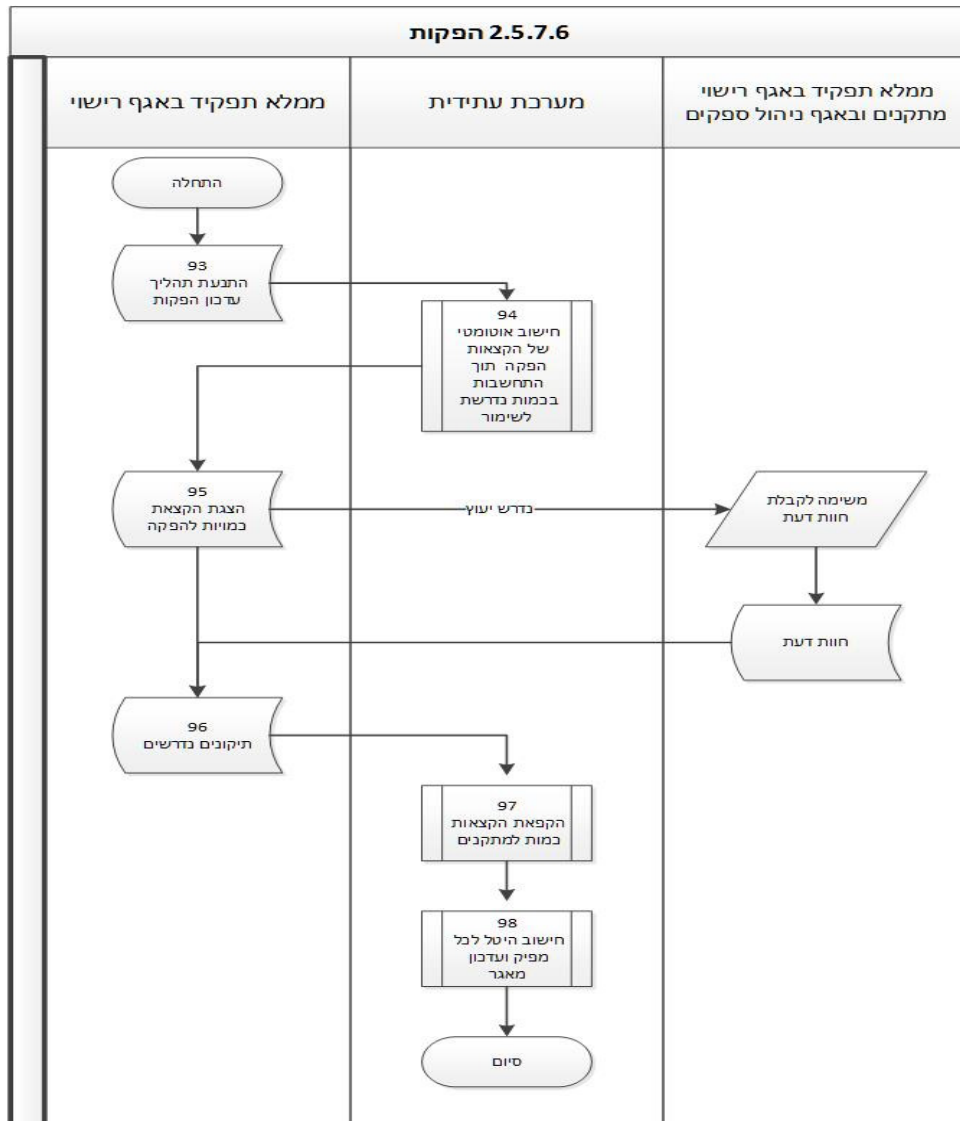 2.5.7.6 הפקות
ממלא תפקיד באגף רישוי
מתקנים ובאגף ניהול ספקים
מערכת עתידית
ממלא תפקיד באגף רישוי
התחלה
93
התנעת תהליך
עדכון הפקות
94
חישוב אוטומטי
של הקצאות
הפקה תוך
התחשבות
בכמות נדרשת
לשימור
95
הצגת הקצאת
כמויות להפקה
נדרש יעוץ
משימה לקבלת
חוות דעת
חוות דעת
96
תיקונים נדרשים
97
הקפאת הקצאות
כמות למתקנים
98
חישוב היטל לכל
מפיק ועדכון
מאגר
סיום